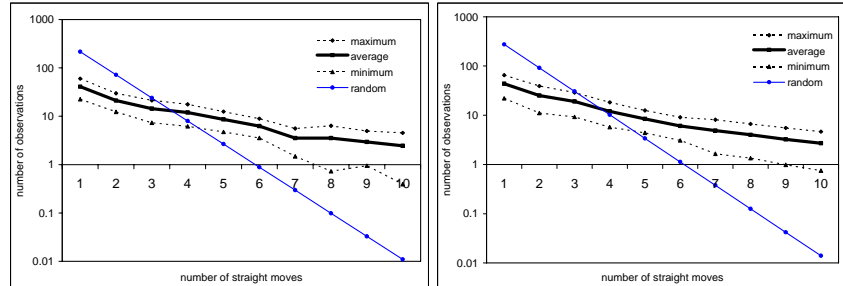 1000
100
10
1
0.1
0.01
number of observations
1 2 3 4 5 6 7 8 9 10
number of straight moves
maximum
average
minimum
random
1000
100
10
1
0.1
0.01
number of observations
1 2 3 4 5 6 7 8 9 10
number of straight moves
maximum
average
minimum
random